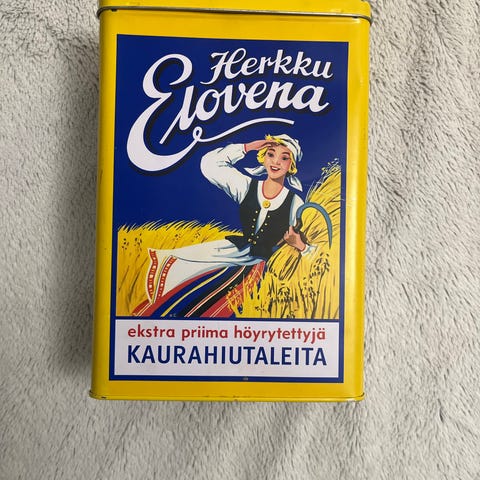 Herkku
Elovena
ekstra priima höyrytettyjä
KAURAHIUTALEITA